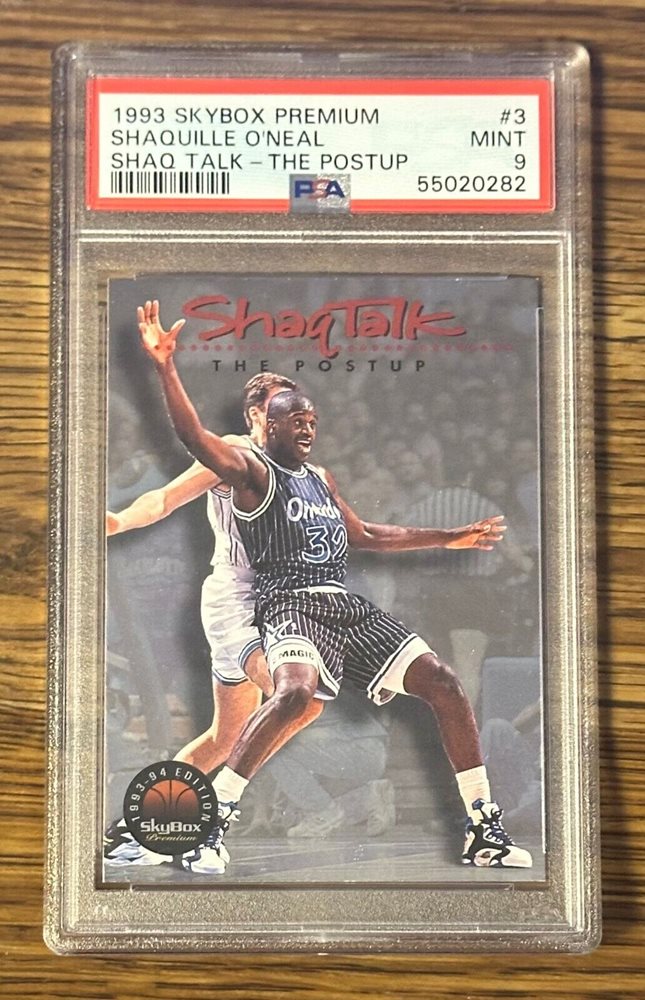 1993 SKYBOX PREMIUM #3
SHAQUILLE O'NEAL MINT
SHAQ TALK - THE POSTUP 9
PSA 55020282
ShaqTalk
THE POSTUP
Orlando
32
MAGIC
1993-94 EDITION
SkyBox
Premium